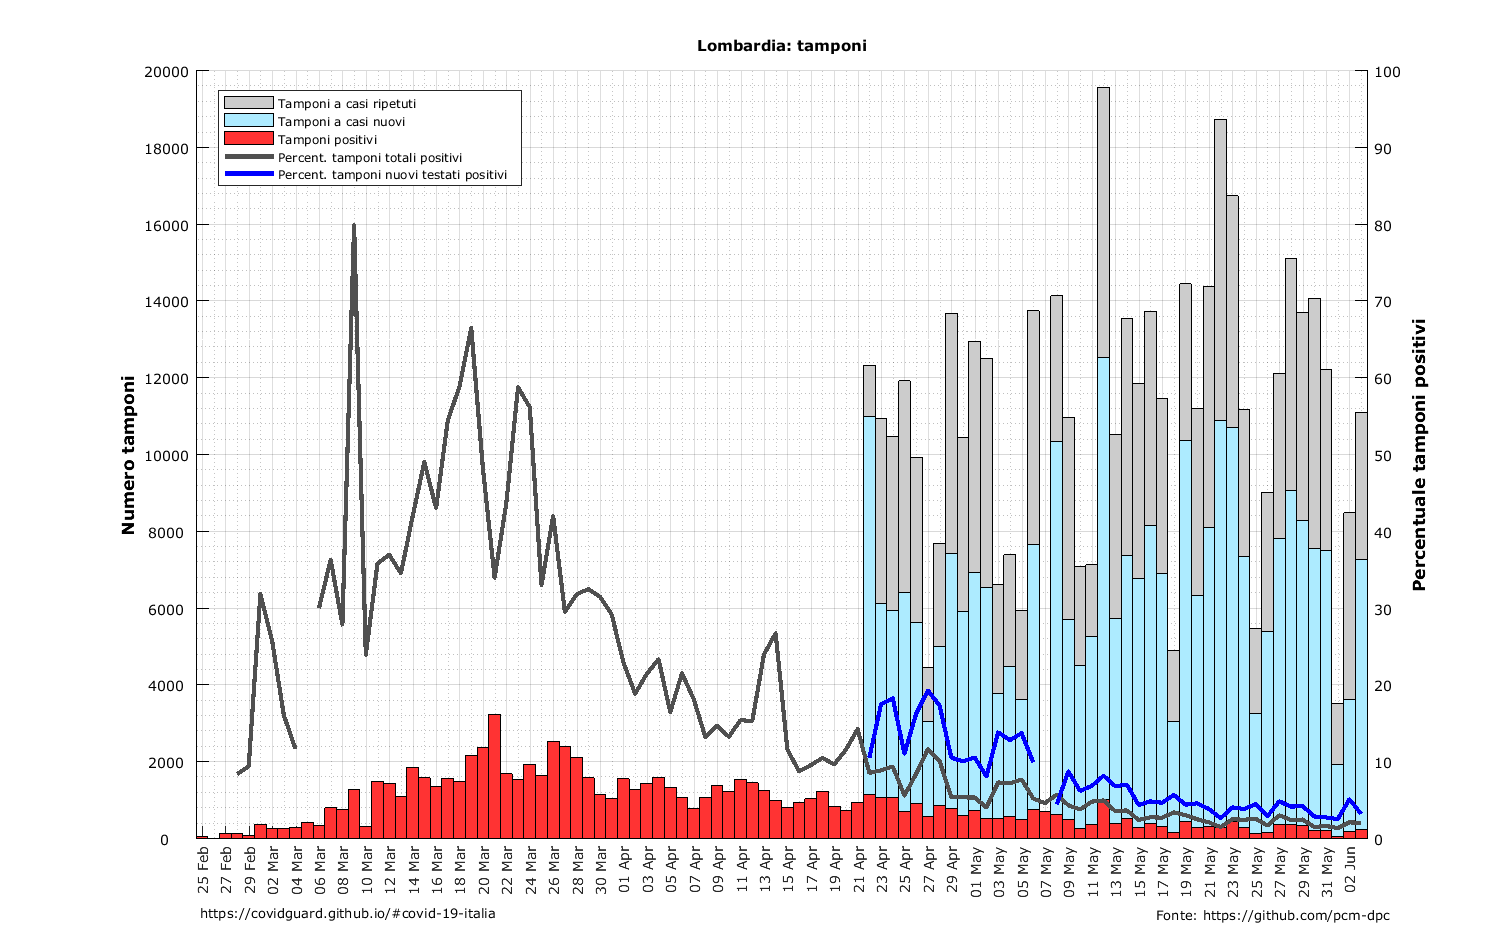 Lombardia: tamponi
Tamponi a casi ripetuti
Tamponi a casi nuovi
Tamponi positivi
Percent. tamponi totali positivi
Percent. tamponi nuovi testati positivi
Numero tamponi
20000
18000
16000
14000
12000
10000
8000
6000
4000
2000
0
Percentuale tamponi positivi
100
90
80
70
60
50
40
30
20
10
0
25 Feb
27 Feb
29 Feb
02 Mar
04 Mar
06 Mar
08 Mar
10 Mar
12 Mar
14 Mar
16 Mar
18 Mar
20 Mar
22 Mar
24 Mar
26 Mar
28 Mar
30 Mar
01 Apr
03 Apr
05 Apr
07 Apr
09 Apr
11 Apr
13 Apr
15 Apr
17 Apr
19 Apr
21 Apr
23 Apr
25 Apr
27 Apr
29 Apr
01 May
03 May
05 May
07 May
09 May
11 May
13 May
15 May
17 May
19 May
21 May
23 May
25 May
27 May
29 May
31 May
02 Jun
https://covidguard.github.io/#covid-19-italia
Fonte: https://github.com/pcm-dpc